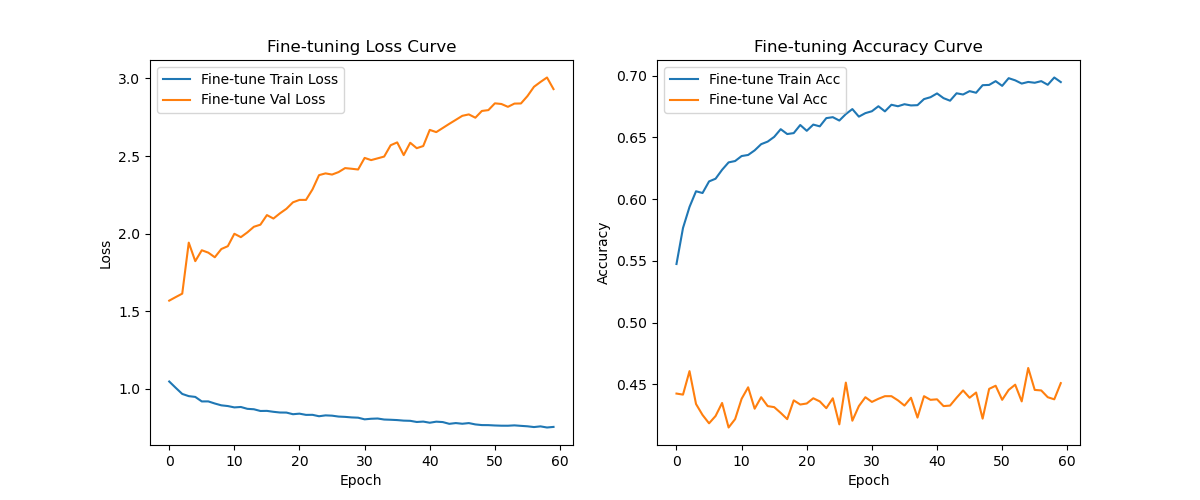 Fine-tuning Loss Curve
Fine-tune Train Loss
Fine-tune Val Loss
3.0
2.5
2.0
1.5
1.0
Loss
0 10 20 30 40 50 60
Epoch
Fine-tuning Accuracy Curve
Fine-tune Train Acc
Fine-tune Val Acc
0.70
0.65
0.60
0.55
0.50
0.45
Accuracy
0 10 20 30 40 50 60
Epoch